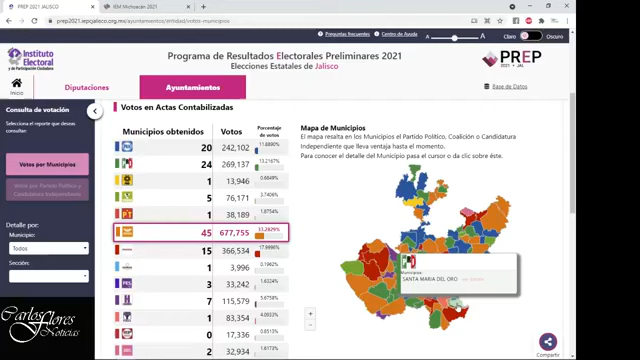 PREP 2021 JALISCO
IEM Michoacán 2021
prep2021.iepcjalisco.org.mx/ayuntamientos/entidad/votos-municipios
Preguntas Frecuentes
Centro de Ayuda
A
A
Claro
Oscuro
Instituto
Electoral
y de Participación Ciudadana
Programa de Resultados Electorales Preliminares 2021
Elecciones Estatales de Jalisco
PREP
2021 JAL
Inicio
Diputaciones
Ayuntamientos
Base de Datos
Consulta de votación
Selecciona el reporte que deseas consultar:
Votos por Municipios
Votos por Partido Político y Candidatura Independiente
Detalle por:
Municipio:
Todos
Sección:
Votos en Actas Contabilizadas
Municipios obtenidos Votos Porcentaje de votos
20 242,102 11.8890%
24 269,137 13.2167%
1 13,946
5 76,171 3.7406%
1 38,189 1.8754%
45 677,755 33.2829%
15 366,534 17.9996%
1 3,996 0.1962%
3 33,242 1.6324%
7 115,579 5.6758%
1 83,354 4.0933%
0 17,336 0.8513%
2 32,934 1.6173%
Mapa de Municipios
El mapa resalta en los Municipios el Partido Político, Coalición o Candidatura
Independiente que lleva ventaja hasta el momento.
Para conocer el detalle del Municipio pasa el cursor o da clic sobre éste.
Municipio:
SANTA MARIA DEL ORO
Compartir
Carlos Flores
Noticias